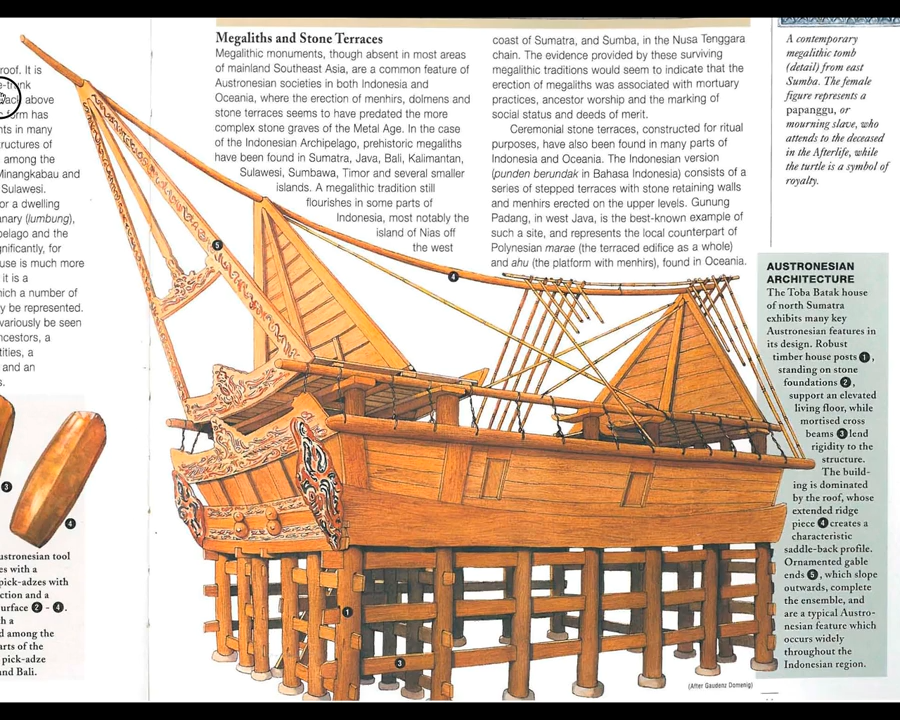 roof. It is
e-trunk
back above
form has
nts in many
ructures of
among the
Minangkabau and
Sulawesi.
or a dwelling
anary (lumbung),
pelago and the
gnificantly, for
use is much more
it is a
hich a number of
y be represented.
variously be seen
ncestors, a
tities, a
and an
s.
3
4
ustronesian tool
es with a
pick-adzes with
ction and a
urface 2 - 4.
h a
d among the
arts of the
pick-adze
and Bali.
Megaliths and Stone Terraces
Megalithic monuments, though absent in most areas
of mainland Southeast Asia, are a common feature of
Austronesian societies in both Indonesia and
Oceania, where the erection of menhirs, dolmens and
stone terraces seems to have predated the more
complex stone graves of the Metal Age. In the case
of the Indonesian Archipelago, prehistoric megaliths
have been found in Sumatra, Java, Bali, Kalimantan,
Sulawesi, Sumbawa, Timor and several smaller
islands. A megalithic tradition still
flourishes in some parts of
Indonesia, most notably the
island of Nias off
the west
coast of Sumatra, and Sumba, in the Nusa Tenggara
chain. The evidence provided by these surviving
megalithic traditions would seem to indicate that the
erection of megaliths was associated with mortuary
practices, ancestor worship and the marking of
social status and deeds of merit.
Ceremonial stone terraces, constructed for ritual
purposes, have also been found in many parts of
Indonesia and Oceania. The Indonesian version
(punden berundak in Bahasa Indonesia) consists of a
series of stepped terraces with stone retaining walls
and menhirs erected on the upper levels. Gunung
Padang, in west Java, is the best-known example of
such a site, and represents the local counterpart of
Polynesian marae (the terraced edifice as a whole)
and ahu (the platform with menhirs), found in Oceania.
A contemporary
megalithic tomb
(detail) from east
Sumba. The female
figure represents a
papanggu, or
mourning slave, who
attends to the deceased
in the Afterlife, while
the turtle is a symbol of
royalty.
5
4
1
3
AUSTRONESIAN
ARCHITECTURE
The Toba Batak house
of north Sumatra
exhibits many key
Austronesian features in
its design. Robust
timber house posts 1,
standing on stone
foundations 2,
support an elevated
living floor, while
mortised cross
beams 3 lend
rigidity to the
structure.
The build-
ing is dominated
by the roof, whose
extended ridge
piece 4 creates a
characteristic
saddle-back profile.
Ornamented gable
ends 5, which slope
outwards, complete
the ensemble, and
are a typical Austro-
nesian feature which
occurs widely
throughout the
Indonesian region.
(After Gaudenz Domenig)